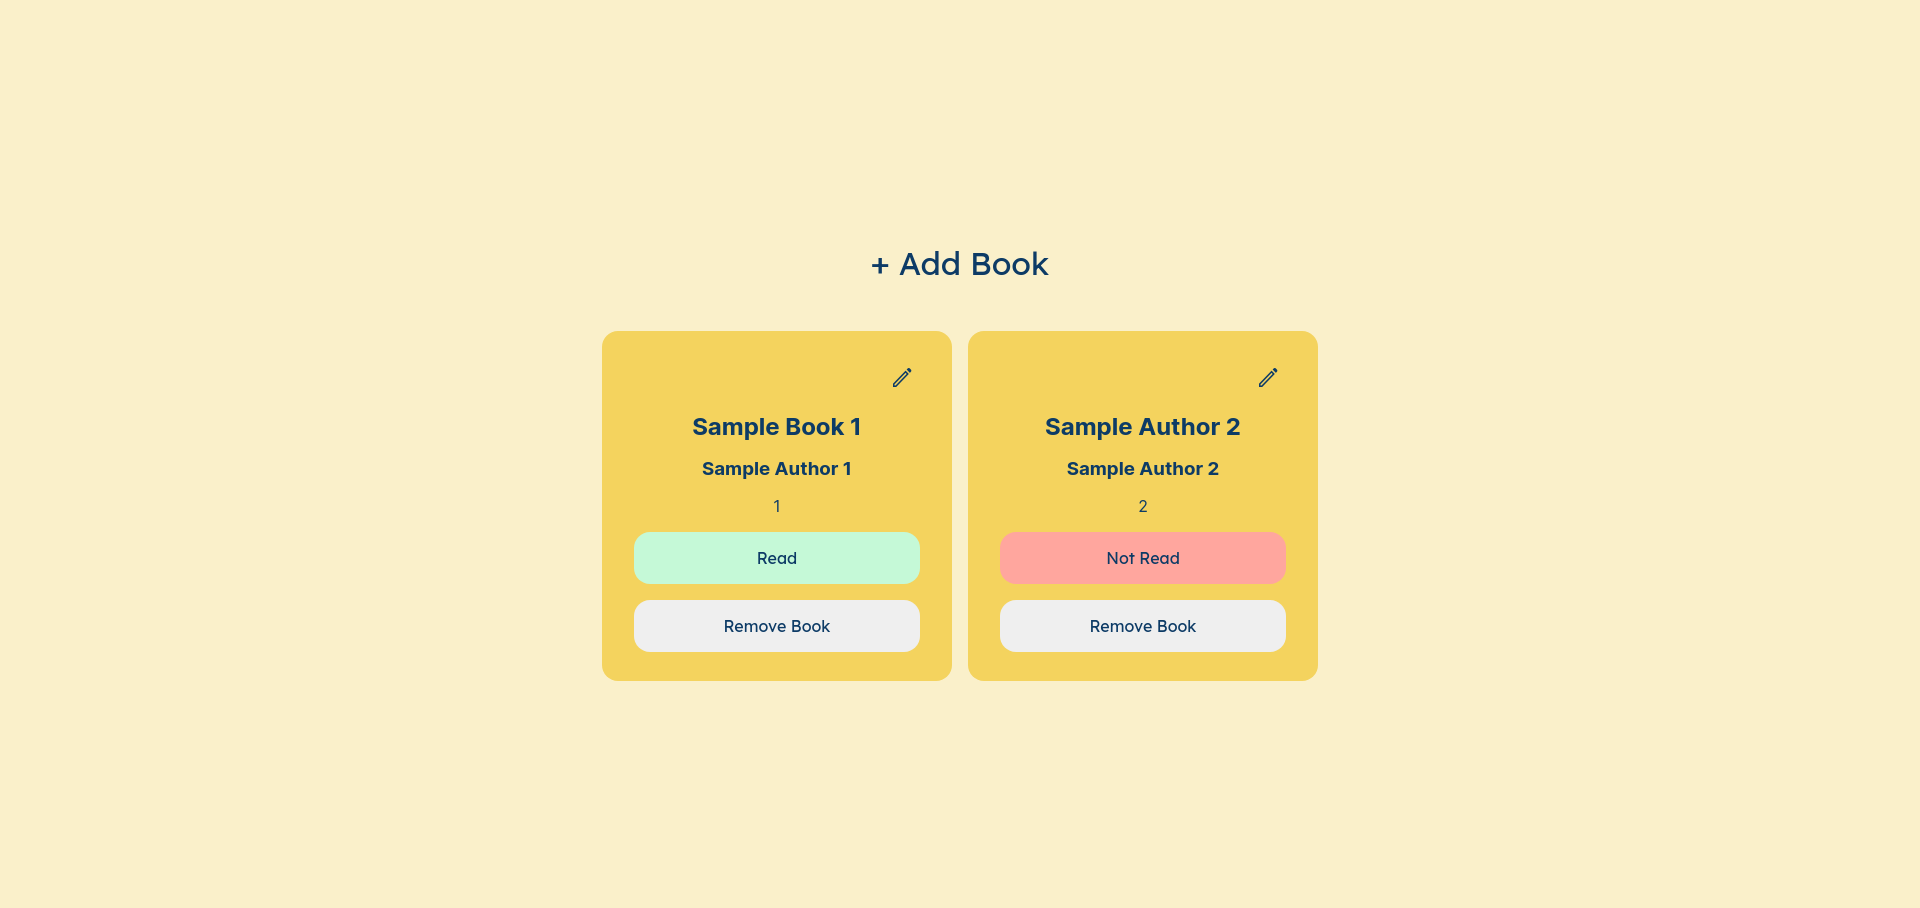 + Add Book
Sample Book 1
Sample Author 1
1
Read
Remove Book
Sample Author 2
Sample Author 2
2
Not Read
Remove Book